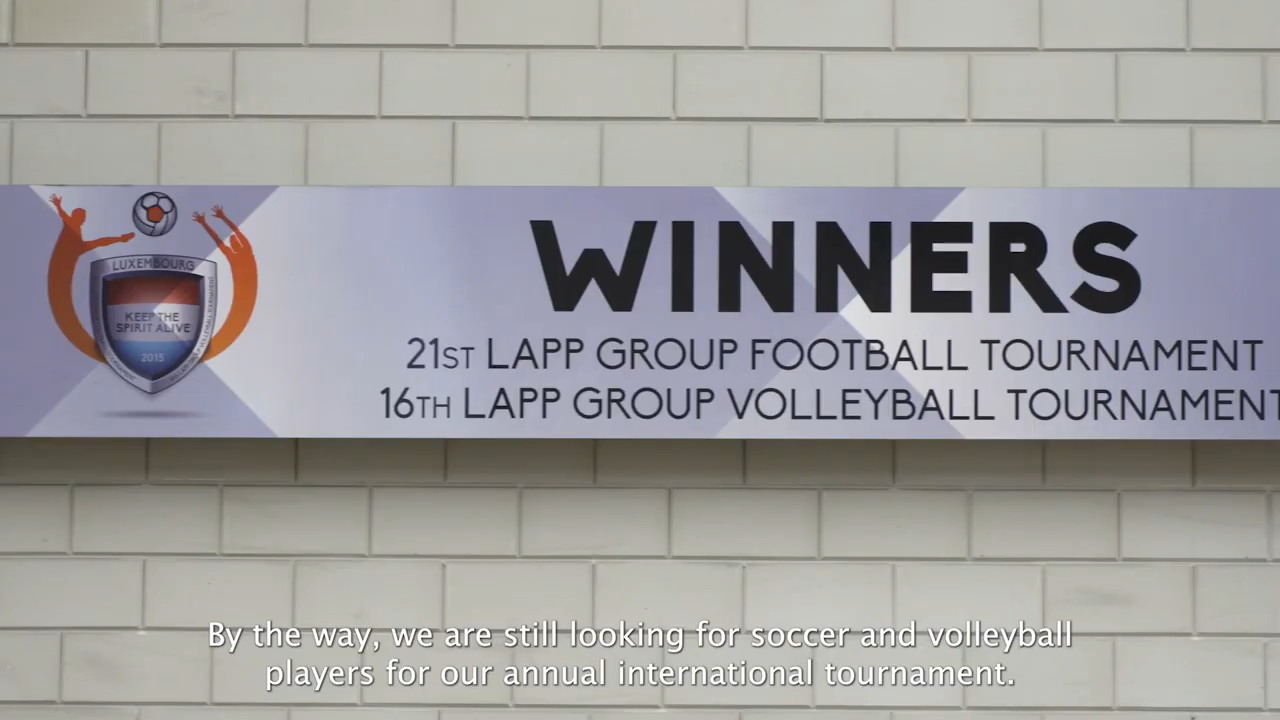 LUXEMBOURG
KEEP THE
SPIRIT ALIVE
2015
WINNERS
21ST LAPP GROUP FOOTBALL TOURNAMENT
16TH LAPP GROUP VOLLEYBALL TOURNAMENT
By the way, we are still looking for soccer and volleyball
players for our annual international tournament.